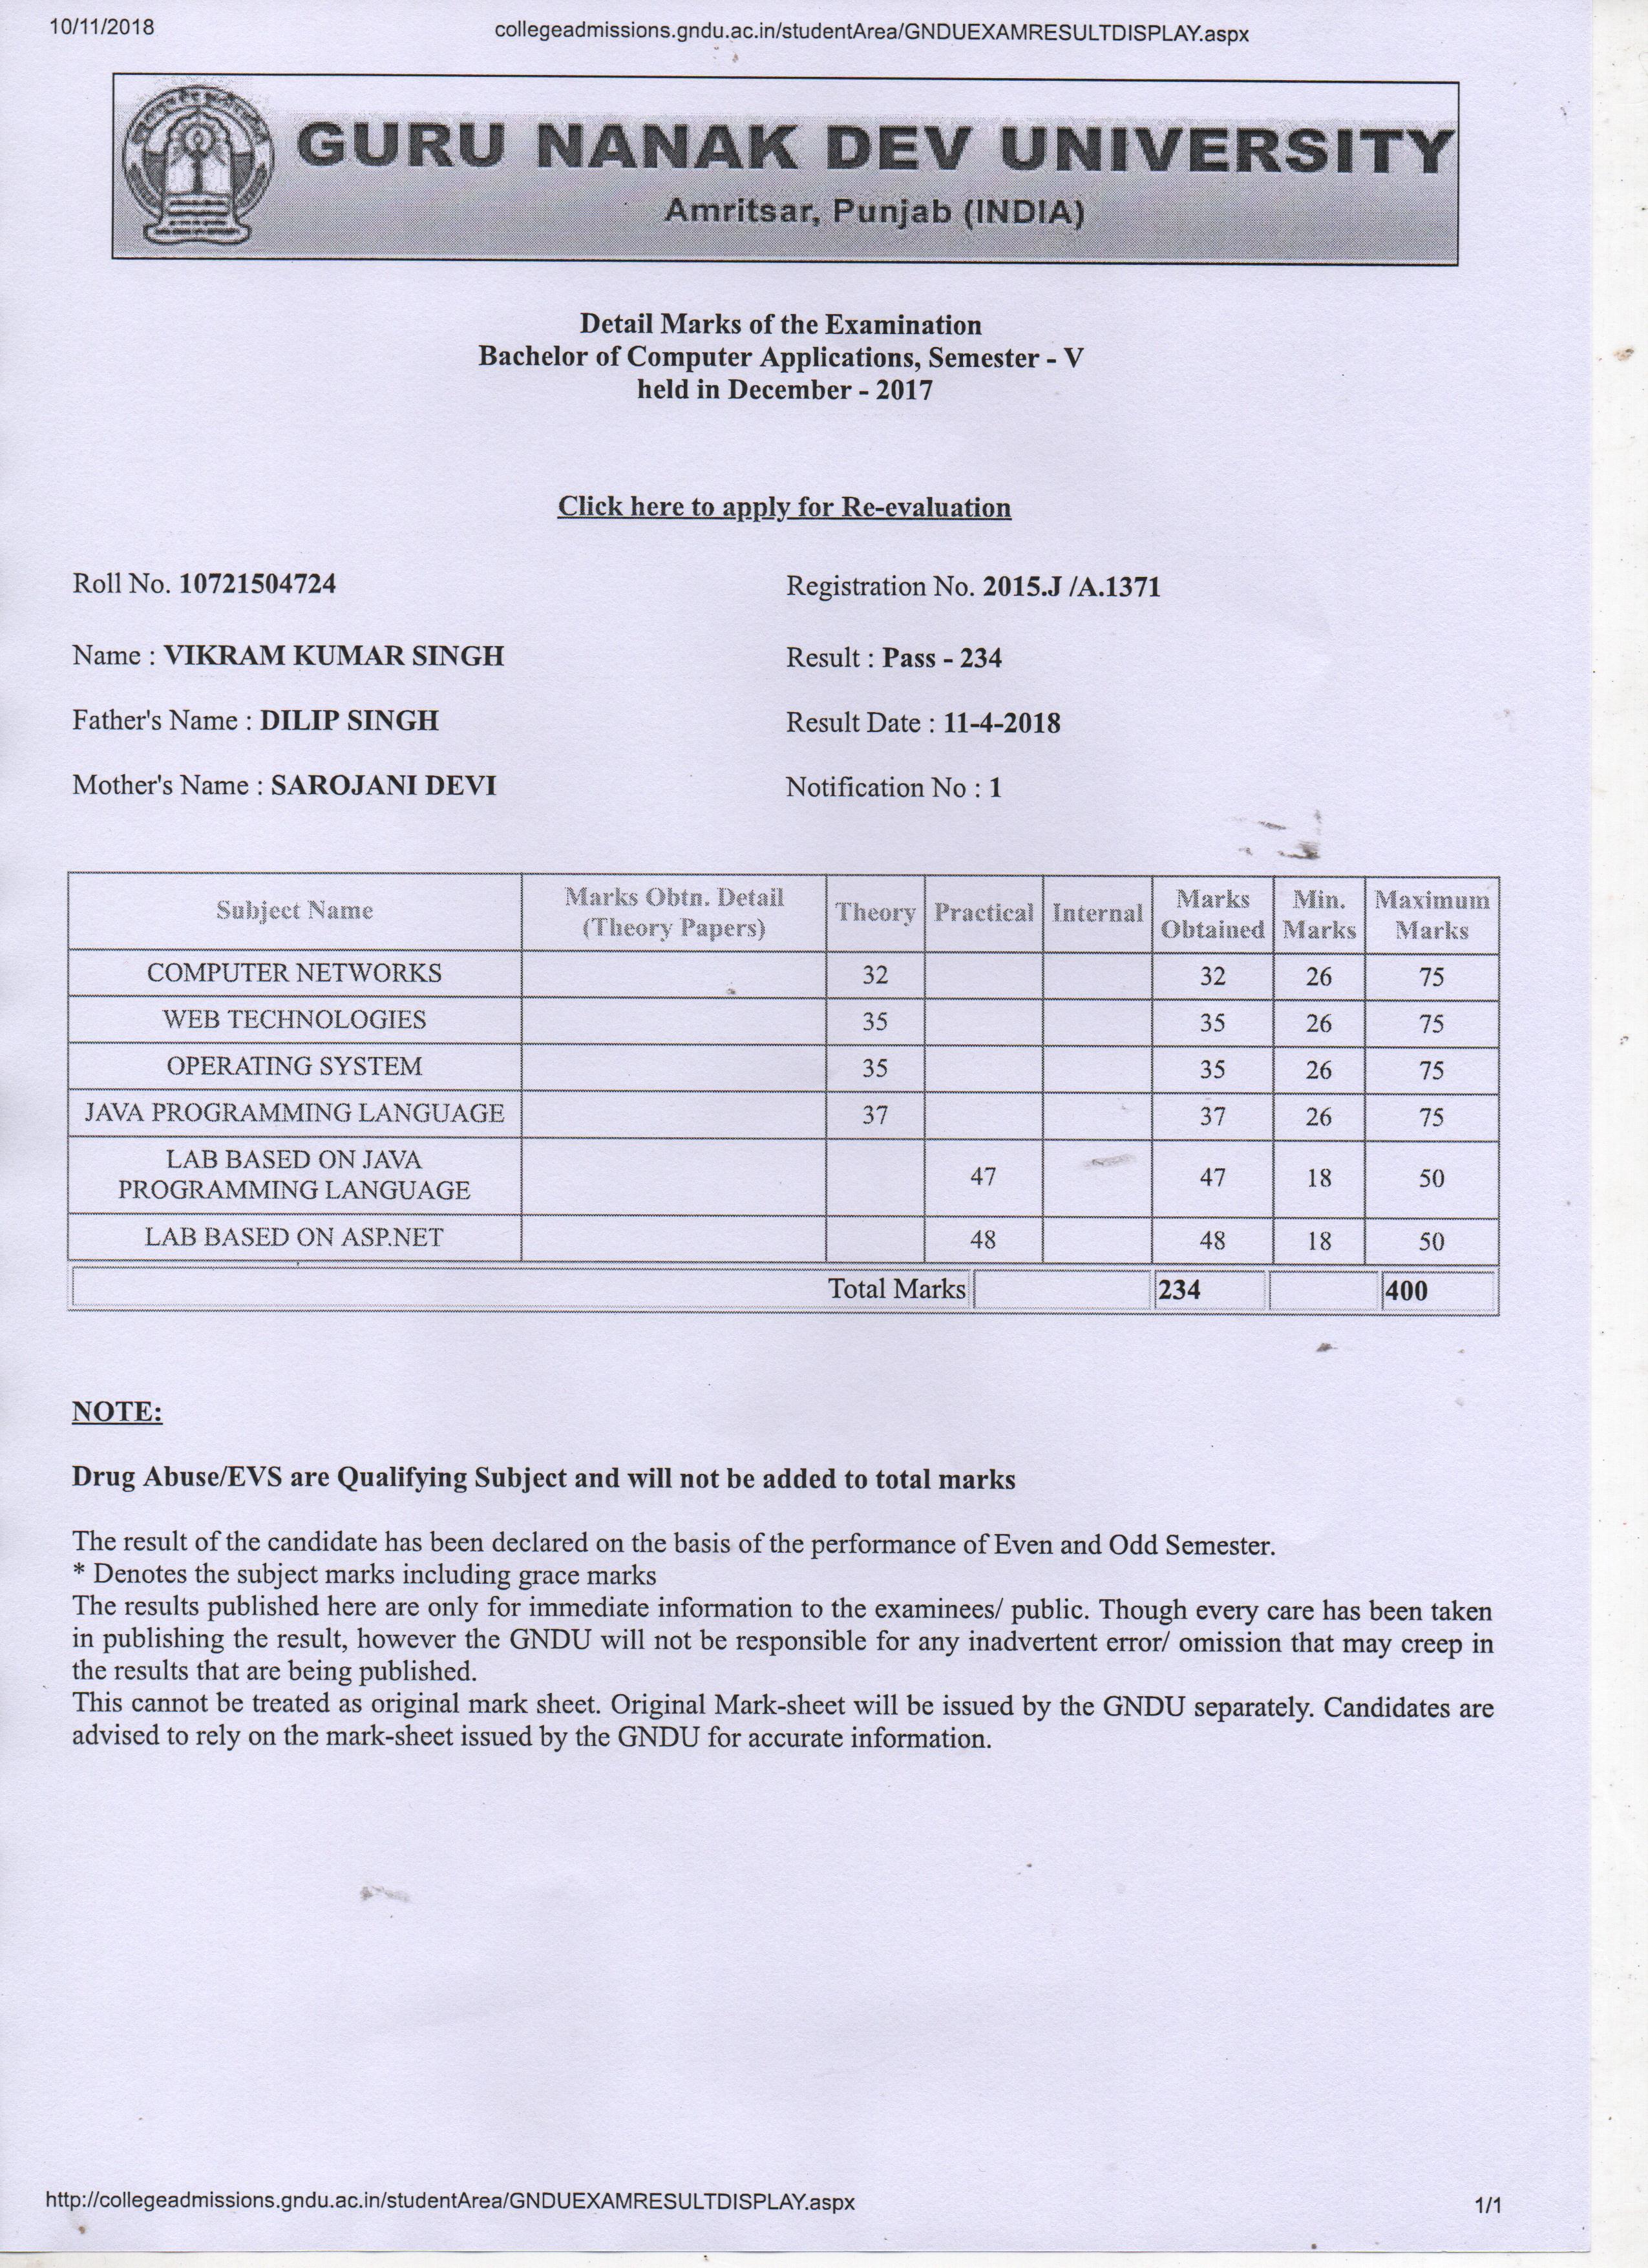 10/11/2018 collegeadmissions.gndu.ac.in/studentArea/GNDUEXAMRESULTDISPLAY.aspx
GURU NANAK DEV UNIVERSITY
Amritsar, Punjab (INDIA)
Detail Marks of the Examination
Bachelor of Computer Applications, Semester - V
held in December - 2017
Click here to apply for Re-evaluation
Roll No. 10721504724 Registration No. 2015.J /A.1371
Name : VIKRAM KUMAR SINGH Result : Pass - 234
Father's Name : DILIP SINGH Result Date : 11-4-2018
Mother's Name : SAROJANI DEVI Notification No : 1
Subject Name Marks Obtn. Detail (Theory Papers) Theory Practical Internal Marks Obtained Min. Marks Maximum Marks
COMPUTER NETWORKS 32 32 26 75
WEB TECHNOLOGIES 35 35 26 75
OPERATING SYSTEM 35 35 26 75
JAVA PROGRAMMING LANGUAGE 37 37 26 75
LAB BASED ON JAVA PROGRAMMING LANGUAGE 47 47 18 50
LAB BASED ON ASP.NET 48 48 18 50
Total Marks 234 400
NOTE:
Drug Abuse/EVS are Qualifying Subject and will not be added to total marks
The result of the candidate has been declared on the basis of the performance of Even and Odd Semester.
* Denotes the subject marks including grace marks
The results published here are only for immediate information to the examinees/ public. Though every care has been taken
in publishing the result, however the GNDU will not be responsible for any inadvertent error/ omission that may creep in
the results that are being published.
This cannot be treated as original mark sheet. Original Mark-sheet will be issued by the GNDU separately. Candidates are
advised to rely on the mark-sheet issued by the GNDU for accurate information.
http://collegeadmissions.gndu.ac.in/studentArea/GNDUEXAMRESULTDISPLAY.aspx 1/1